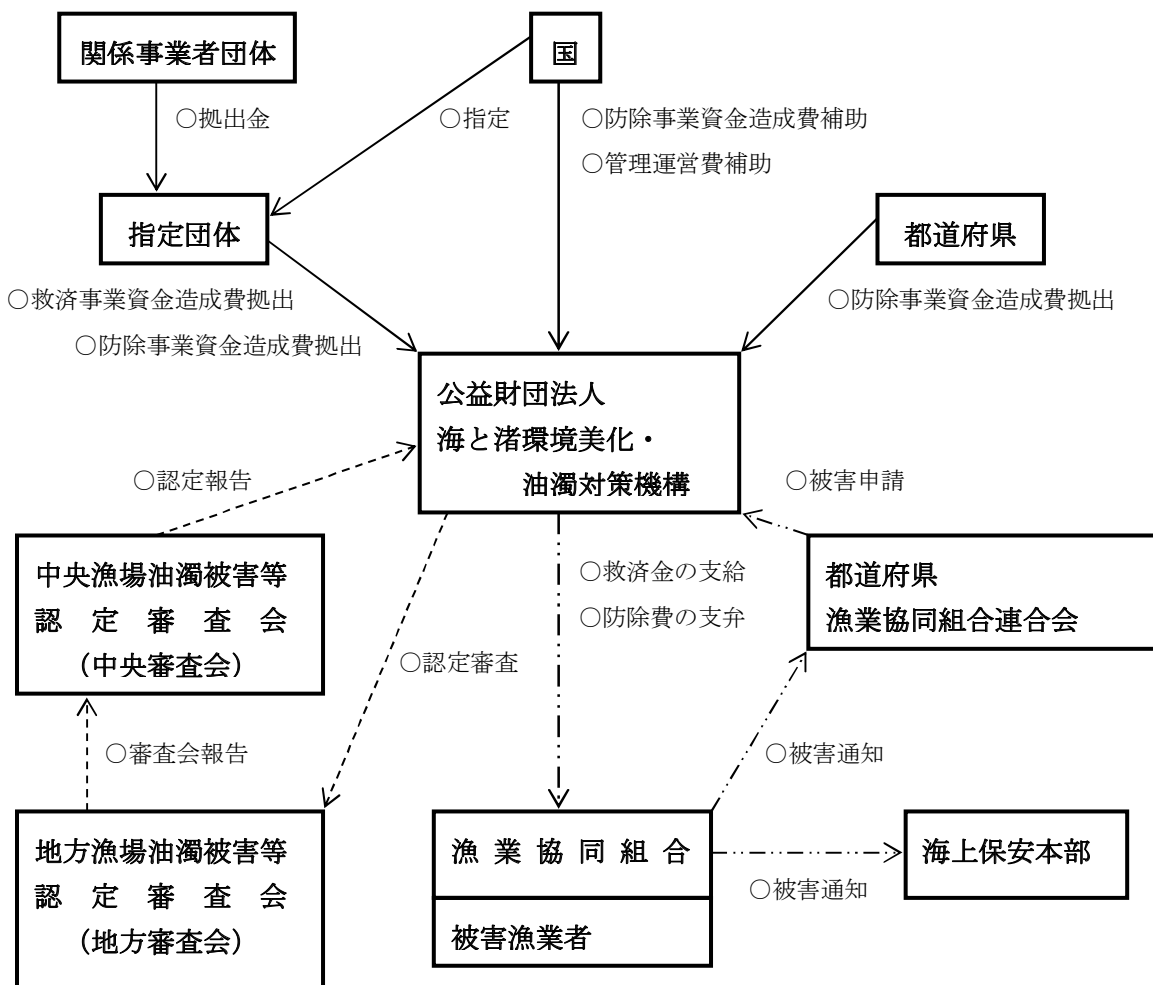 関係事業者団体
国
○拠出金
○指定
○防除事業資金造成費補助
○管理運営費補助
指定団体
都道府県
○救済事業資金造成費拠出
○防除事業資金造成費拠出
○防除事業資金造成費拠出
公益財団法人
海と渚環境美化・
油濁対策機構
○認定報告
○被害申請
中央漁場油濁被害等
認定審査会
（中央審査会）
○救済金の支給
○防除費の支弁
都道府県
漁業協同組合連合会
○認定審査
○審査会報告
○被害通知
地方漁場油濁被害等
認定審査会
（地方審査会）
漁業協同組合
被害漁業者
○被害通知
海上保安本部